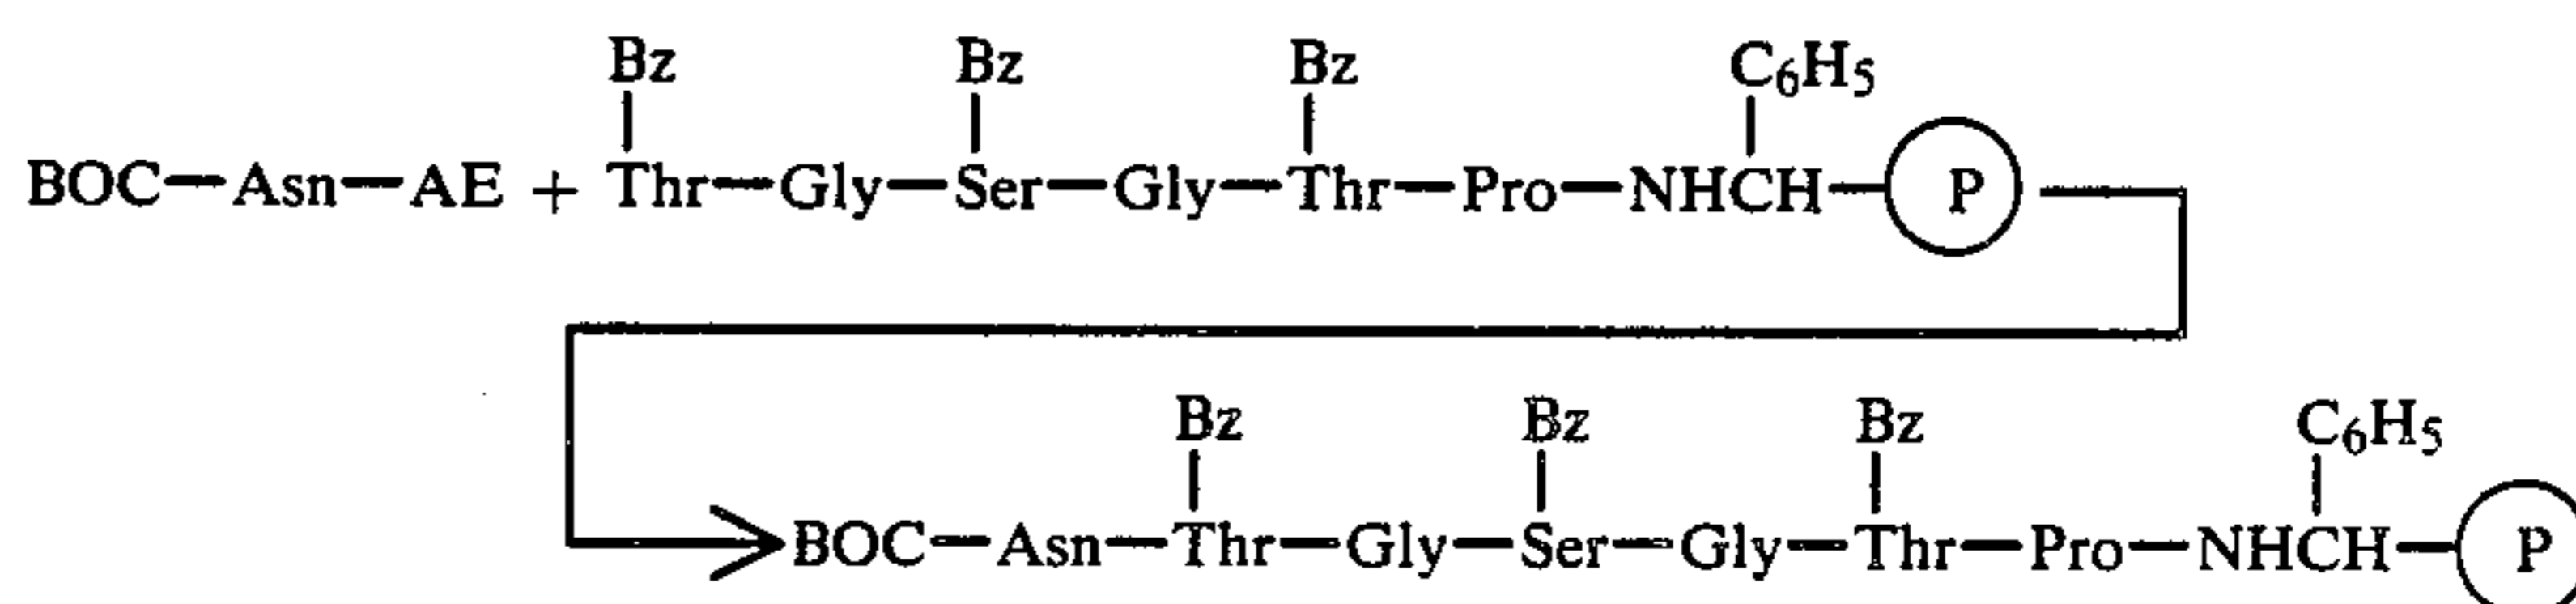 Bz Bz Bz C₆H₅
BOC—Asn—AE + Thr—Gly—Ser—Gly—Thr—Pro—NHCH—P
Bz Bz Bz C₆H₅
BOC—Asn—Thr—Gly—Ser—Gly—Thr—Pro—NHCH—P